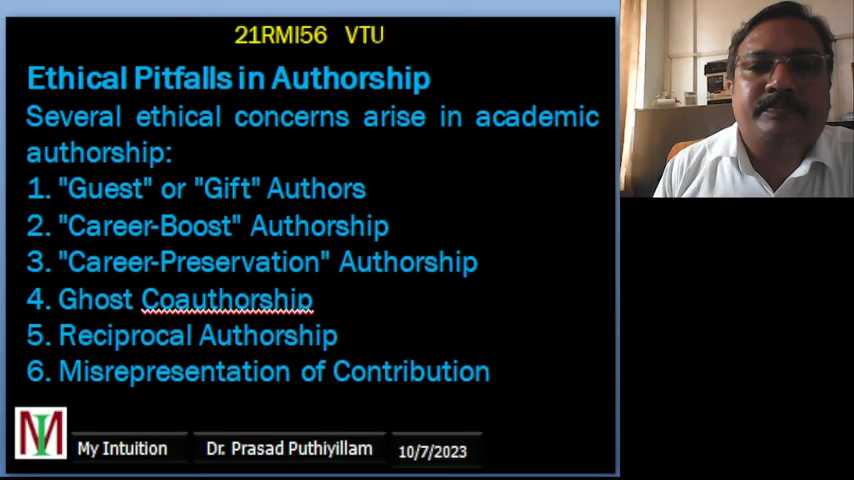 21RMI56 VTU
Ethical Pitfalls in Authorship
Several ethical concerns arise in academic
authorship:
1. "Guest" or "Gift" Authors
2. "Career-Boost" Authorship
3. "Career-Preservation" Authorship
4. Ghost Coauthorship
5. Reciprocal Authorship
6. Misrepresentation of Contribution
MI
My Intuition
Dr. Prasad Puthiyillam
10/7/2023